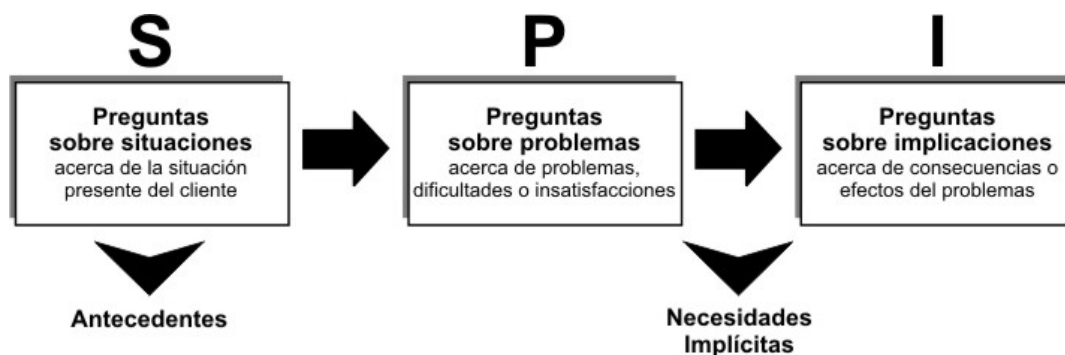 S
P
I
Preguntas
sobre situaciones
acerca de la situación
presente del cliente
Preguntas
sobre problemas
acerca de problemas,
dificultades o insatisfacciones
Preguntas
sobre implicaciones
acerca de consecuencias o
efectos del problemas
Antecedentes
Necesidades
Implícitas